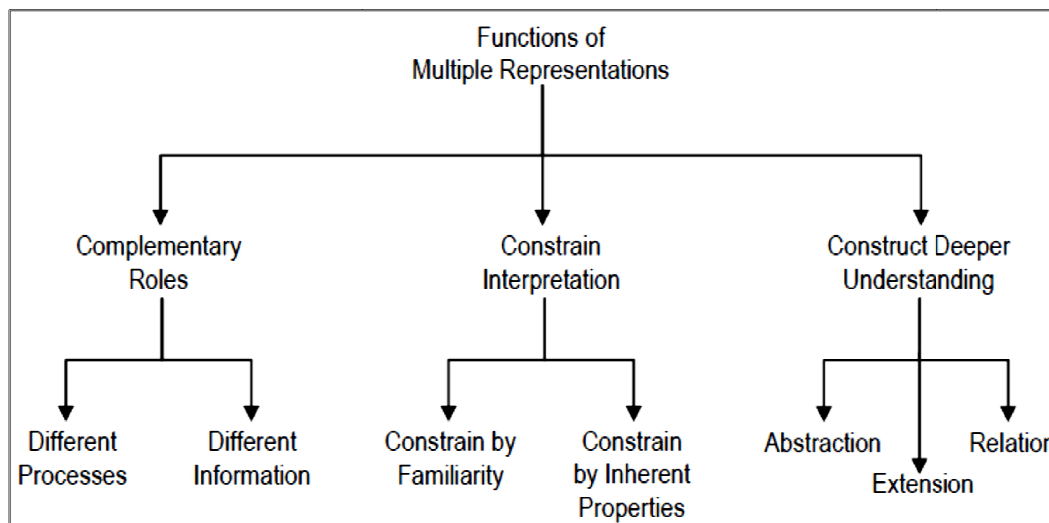 Functions of
Multiple Representations
Complementary
Roles
Constrain
Interpretation
Construct Deeper
Understanding
Different
Processes
Different
Information
Constrain by
Familiarity
Constrain
by Inherent
Properties
Abstraction
Extension
Relation